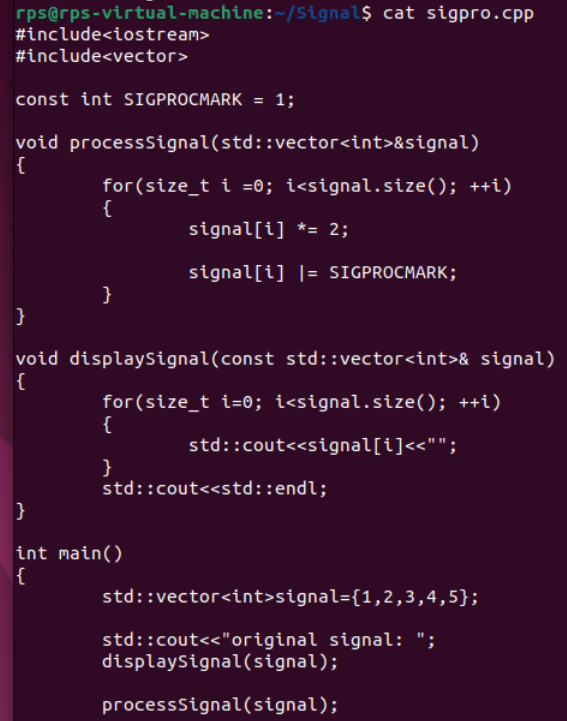 rps@rps-virtual-machine:~/Signal$ cat sigpro.cpp
#include<iostream>
#include<vector>
const int SIGPROCMARK = 1;
void processSignal(std::vector<int>&signal)
{
for(size_t i =0; i<signal.size(); ++i)
{
signal[i] *= 2;
signal[i] |= SIGPROCMARK;
}
}
void displaySignal(const std::vector<int>& signal)
{
for(size_t i=0; i<signal.size(); ++i)
{
std::cout<<signal[i]<<"";
}
std::cout<<std::endl;
}
int main()
{
std::vector<int>signal={1,2,3,4,5};
std::cout<<"original signal: ";
displaySignal(signal);
processSignal(signal);